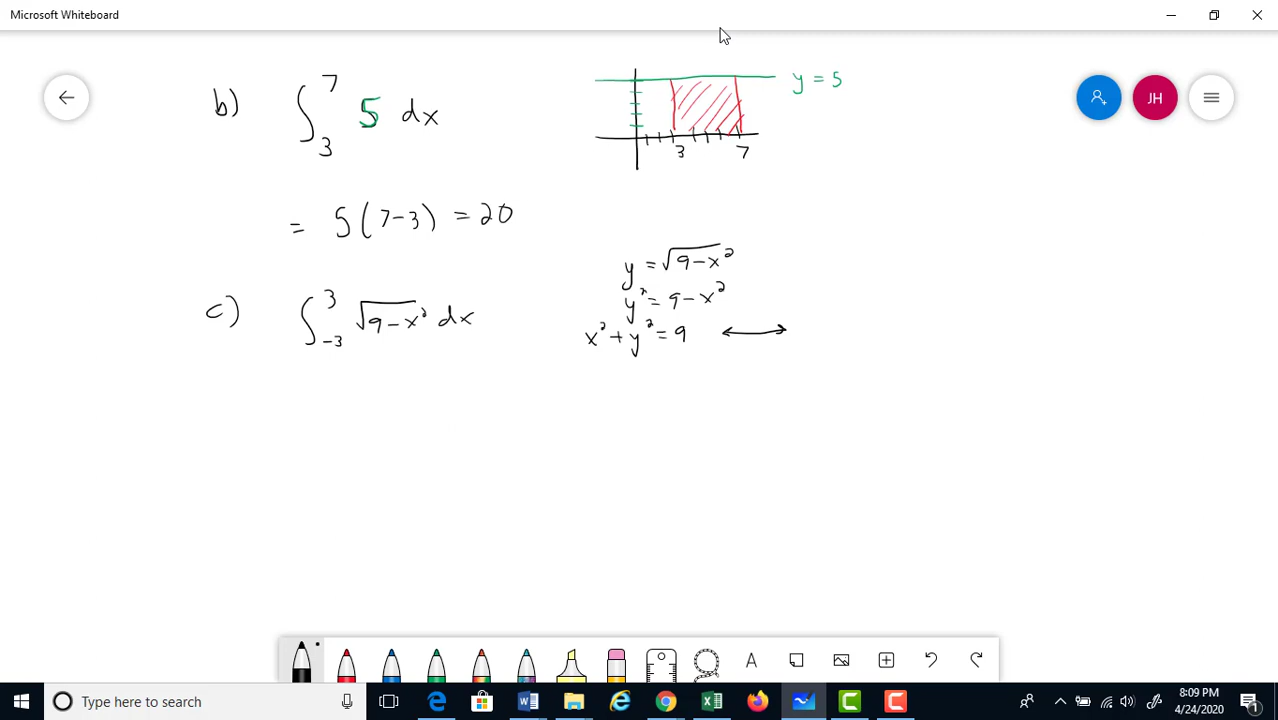 Microsoft Whiteboard
JH
b) ∫₃⁷ 5 dx
y = 5
3 7
= 5(7-3) = 20
y = √9-x²
y² = 9-x²
x² + y² = 9 ↔
c) ∫₋₃³ √9-x² dx
A
Type here to search
8:09 PM
4/24/2020
1